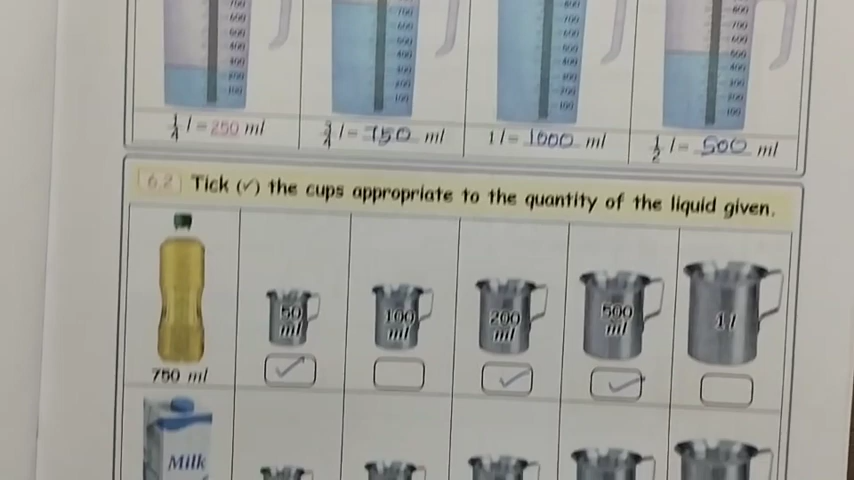 1/4 l = 250 ml
3/4 l = 750 ml
1 l = 1000 ml
1/2 l = 500 ml
6.2 Tick (✓) the cups appropriate to the quantity of the liquid given.
50 ml
100 ml
200 ml
500 ml
1 l
750 ml
✓ ✓ ✓
Milk